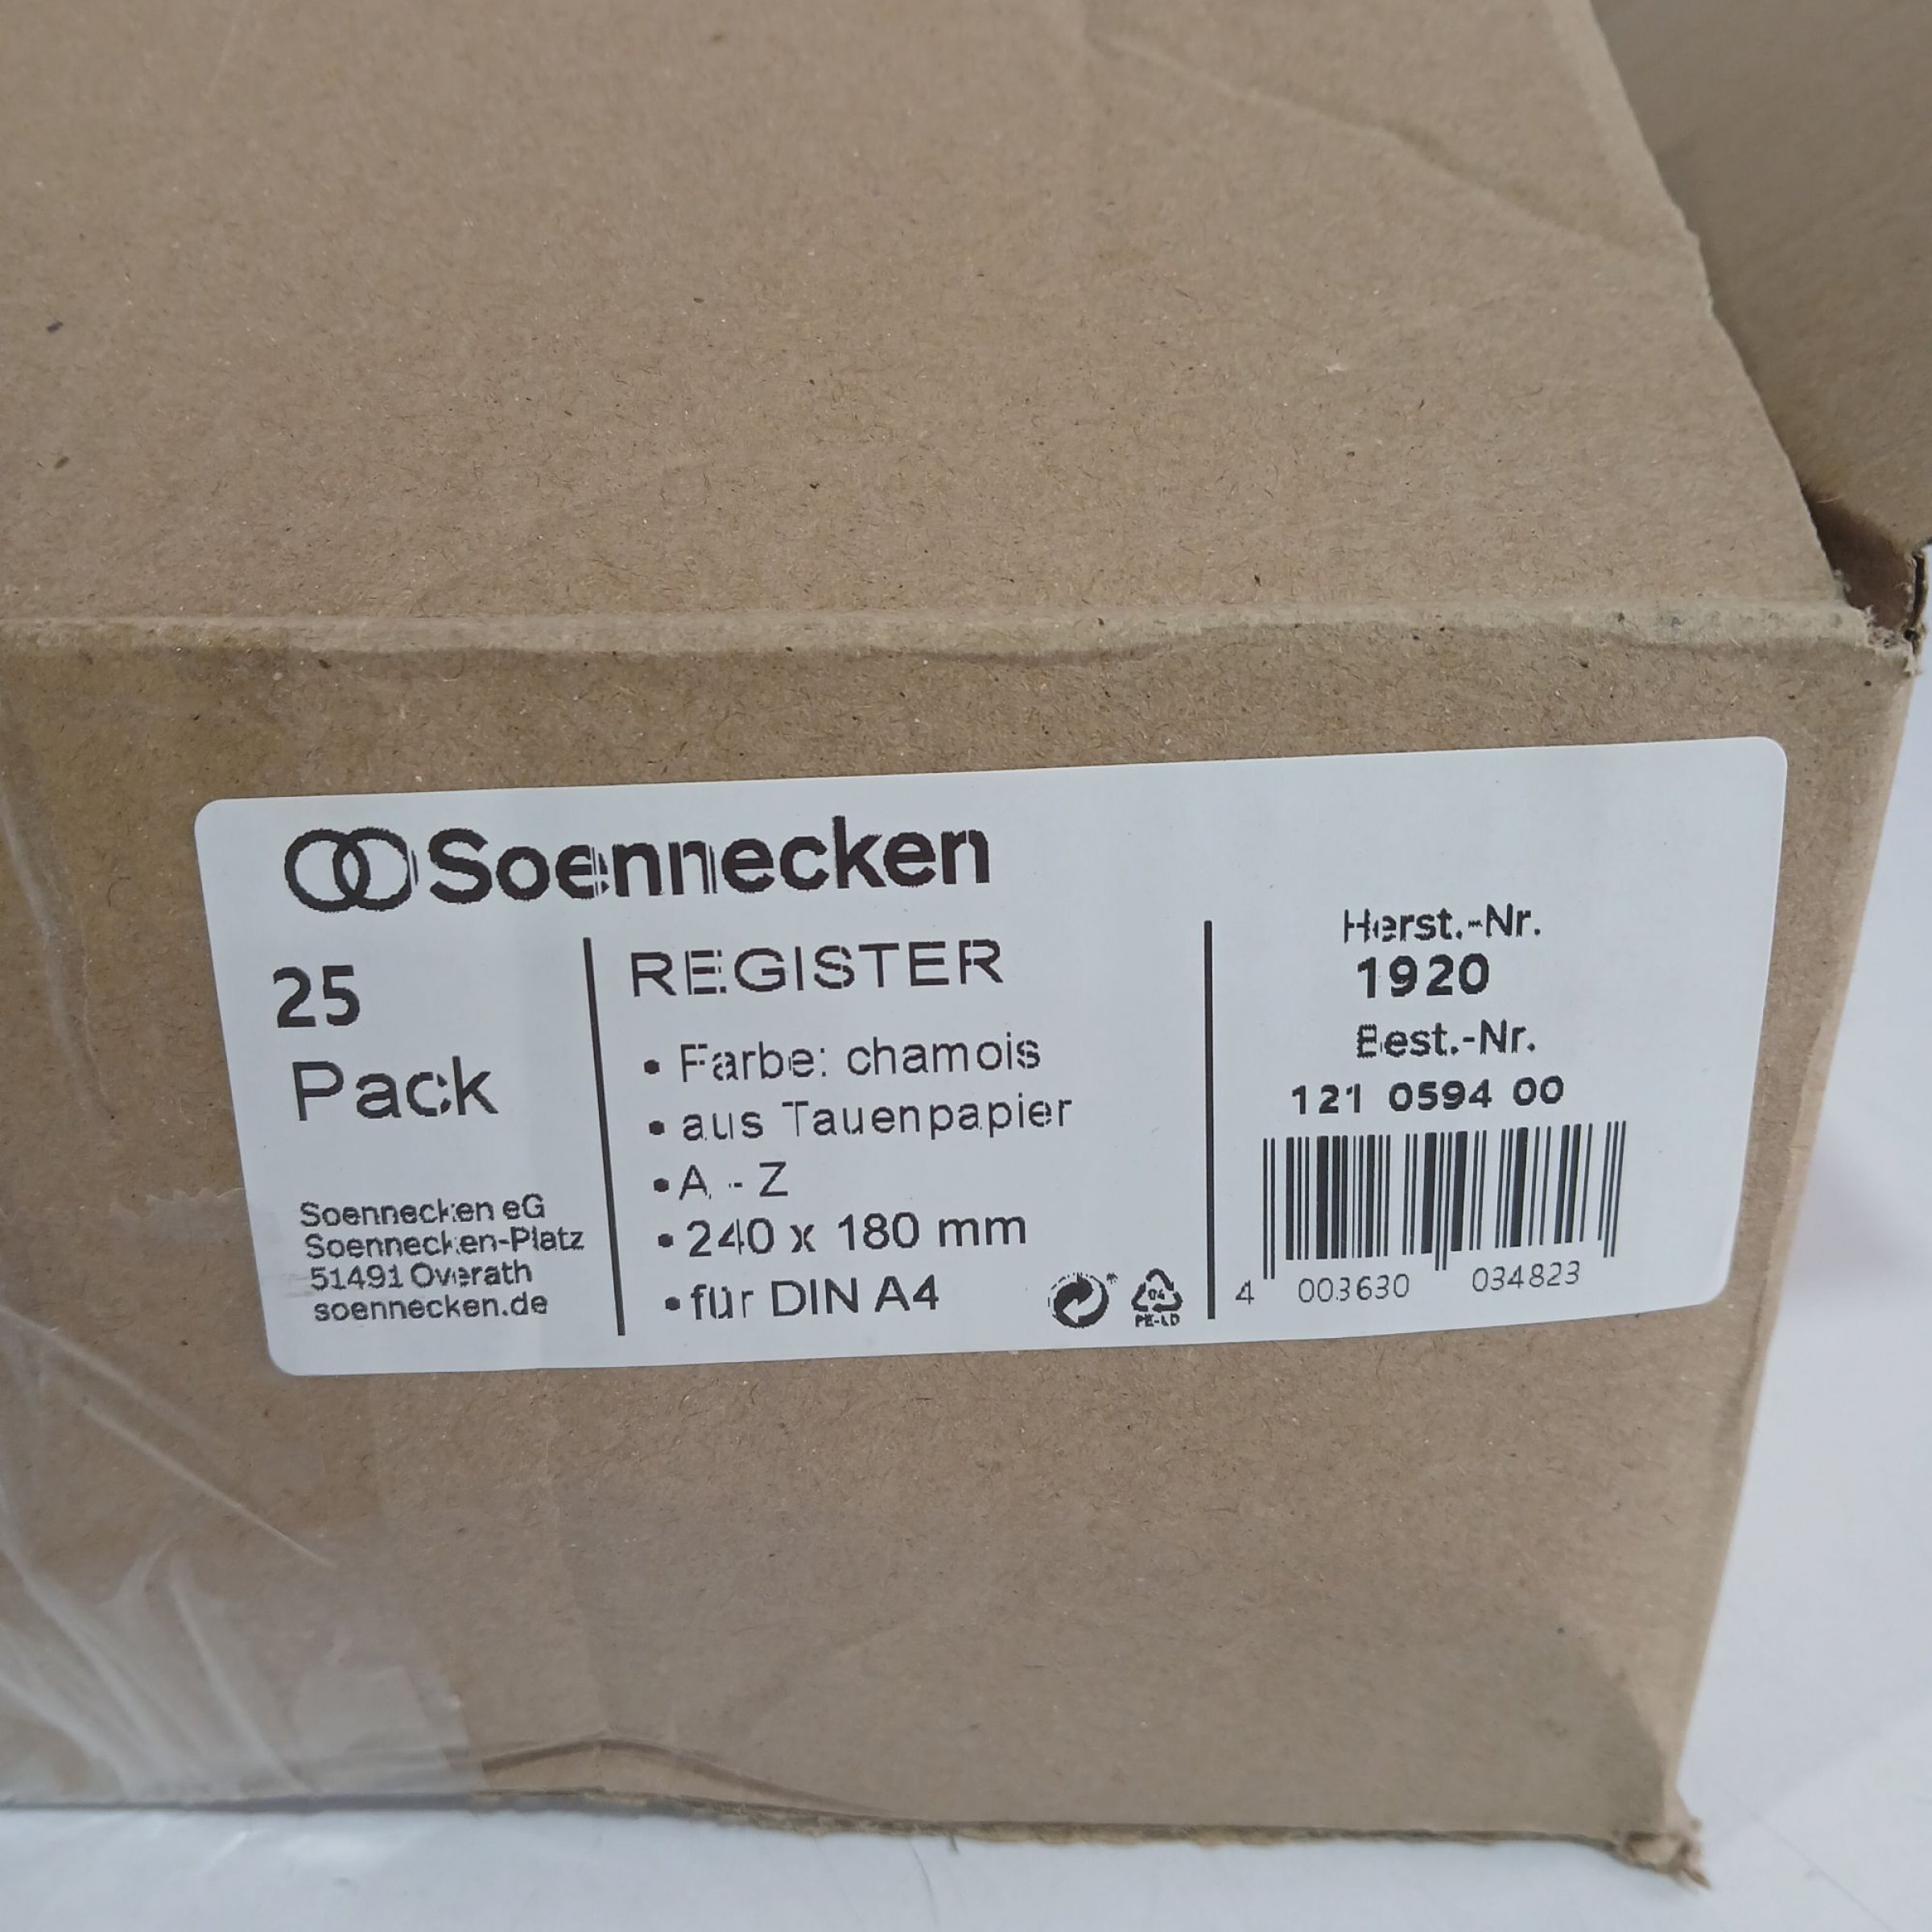 Soennecken
25
Pack
Soennecken eG
Soennecken-Platz
51491 Overath
soennecken.de
REGISTER
• Farbe: chamois
• aus Tauenpapier
• A - Z
• 240 x 180 mm
• für DIN A4
04
PE-LD
Herst.-Nr.
1920
Best.-Nr.
121 0594 00
4 003630 034823